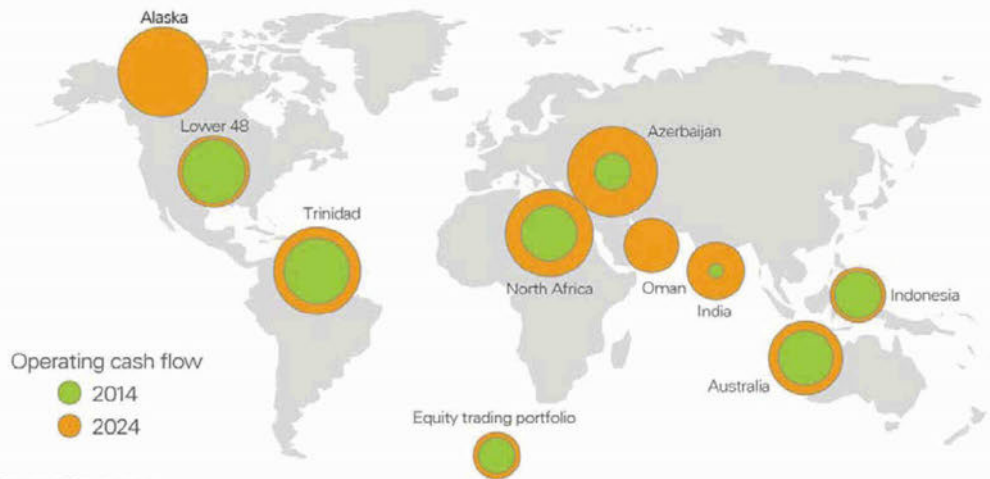 Alaska
Lower 48
Azerbaijan
Trinidad
North Africa
Oman
India
Indonesia
Australia
Operating cash flow
2014
2024
Equity trading portfolio